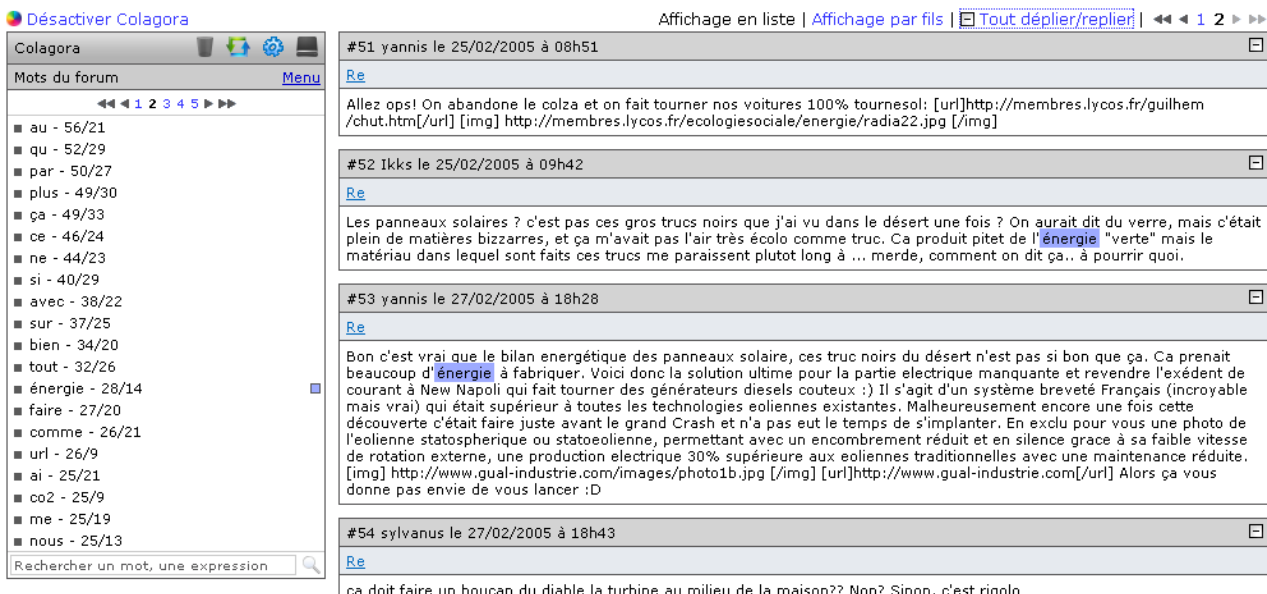 Désactiver Colagora
Affichage en liste | Affichage par fils | Tout déplier/replier | 1 2
Colagora
Mots du forum Menu
1 2 3 4 5
au - 56/21
qu - 52/29
par - 50/27
plus - 49/30
ça - 49/33
ce - 46/24
ne - 44/23
si - 40/29
avec - 38/22
sur - 37/25
bien - 34/20
tout - 32/26
énergie - 28/14
faire - 27/20
comme - 26/21
url - 26/9
ai - 25/21
co2 - 25/9
me - 25/19
nous - 25/13
Rechercher un mot, une expression
#51 yannis le 25/02/2005 à 08h51
Re
Allez ops! On abandone le colza et on fait tourner nos voitures 100% tournesol: [url]http://membres.lycos.fr/guilhem
/chut.htm[/url] [img] http://membres.lycos.fr/ecologiesociale/energie/radia22.jpg [/img]
#52 Ikks le 25/02/2005 à 09h42
Re
Les panneaux solaires ? c'est pas ces gros trucs noirs que j'ai vu dans le désert une fois ? On aurait dit du verre, mais c'était
plein de matières bizzarres, et ça m'avait pas l'air très écolo comme truc. Ca produit pitet de l'énergie "verte" mais le
matériau dans lequel sont faits ces trucs me paraissent plutot long à ... merde, comment on dit ça.. à pourrir quoi.
#53 yannis le 27/02/2005 à 18h28
Re
Bon c'est vrai que le bilan energétique des panneaux solaire, ces truc noirs du désert n'est pas si bon que ça. Ca prenait
beaucoup d'énergie à fabriquer. Voici donc la solution ultime pour la partie electrique manquante et revendre l'exédent de
courant à New Napoli qui fait tourner des générateurs diesels couteux :) Il s'agit d'un système breveté Français (incroyable
mais vrai) qui était supérieur à toutes les technologies eoliennes existantes. Malheureusement encore une fois cette
découverte c'était faire juste avant le grand Crash et n'a pas eut le temps de s'implanter. En exclu pour vous une photo de
l'eolienne statospherique ou statoeolienne, permettant avec un encombrement réduit et en silence grace à sa faible vitesse
de rotation externe, une production electrique 30% supérieure aux eoliennes traditionnelles avec une maintenance réduite.
[img] http://www.gual-industrie.com/images/photo1b.jpg [/img] [url]http://www.gual-industrie.com[/url] Alors ça vous
donne pas envie de vous lancer :D
#54 sylvanus le 27/02/2005 à 18h43
Re
ca doit faire un boucan du diable la turbine au milieu de la maison?? Non? Sinon, c'est rigolo